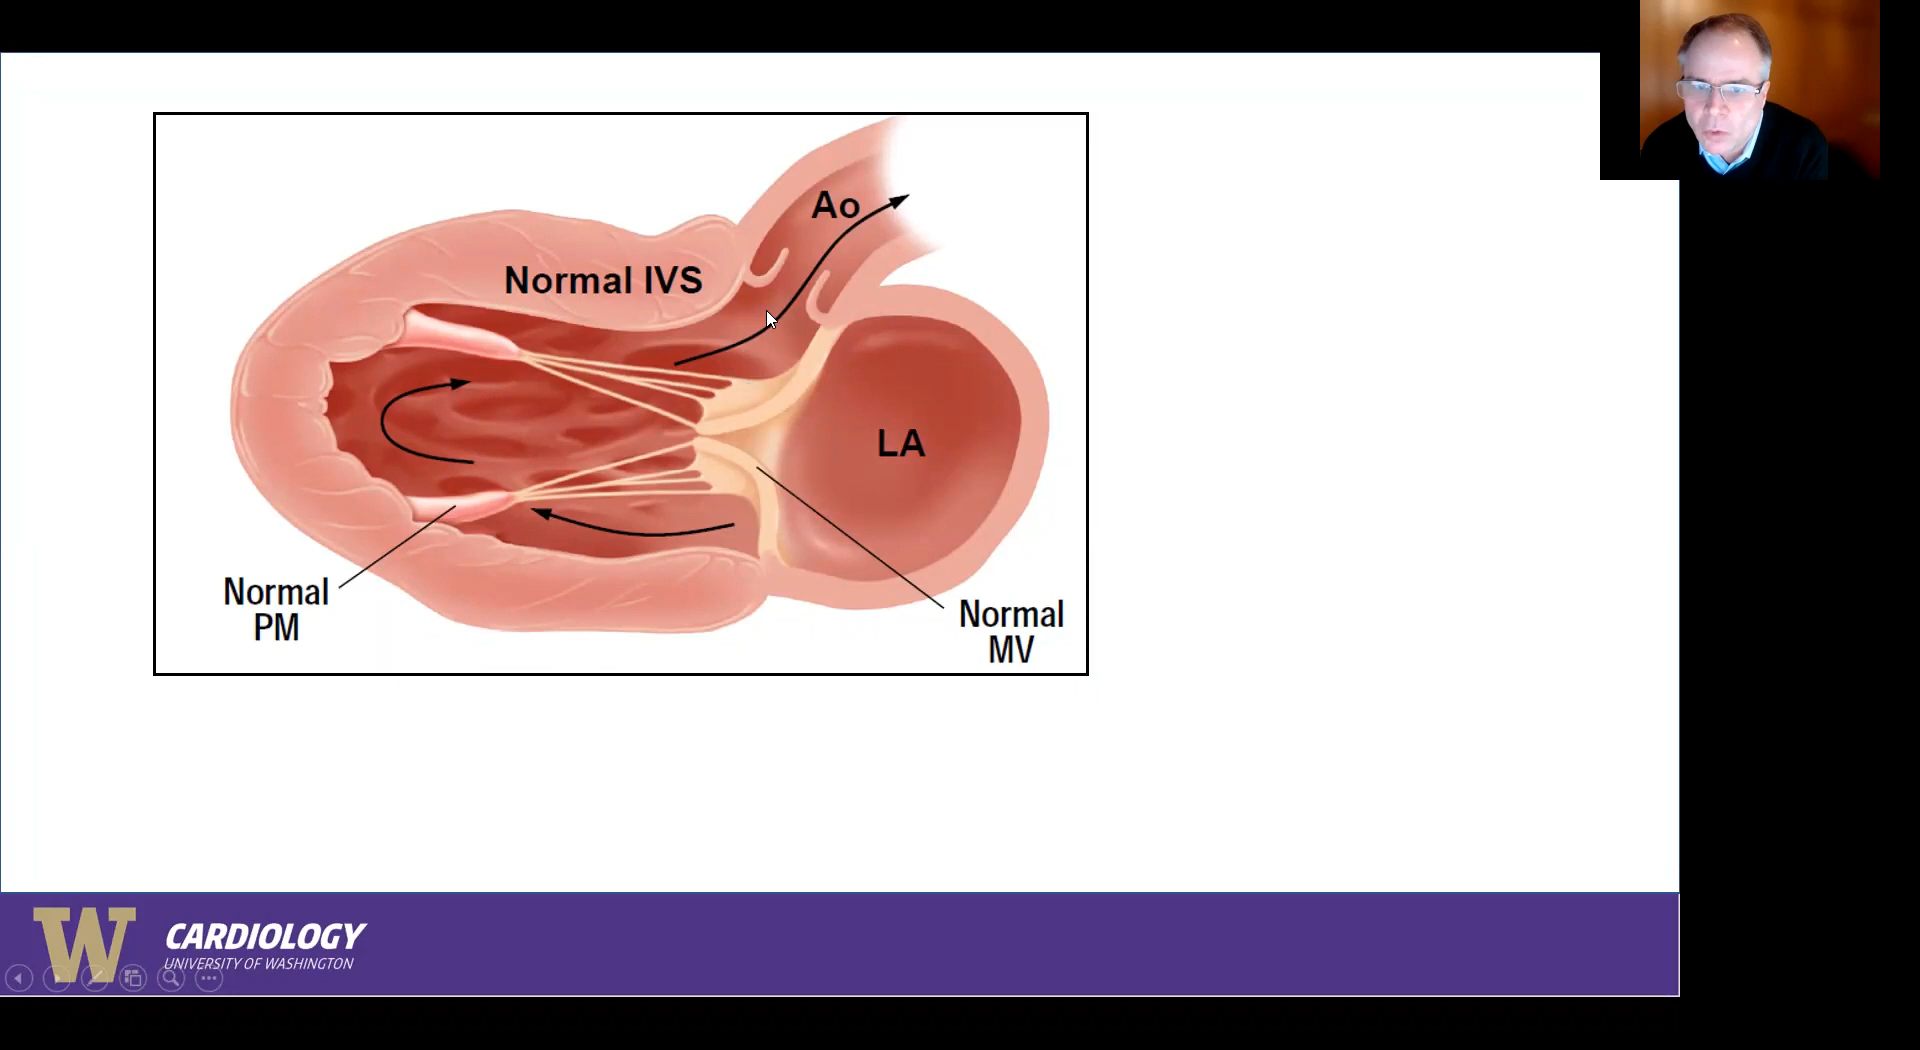 Ao
Normal IVS
LA
Normal
PM
Normal
MV
W
CARDIOLOGY
UNIVERSITY OF WASHINGTON